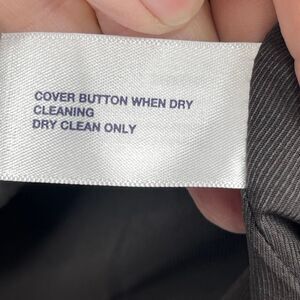 COVER BUTTON WHEN DRY
CLEANING
DRY CLEAN ONLY